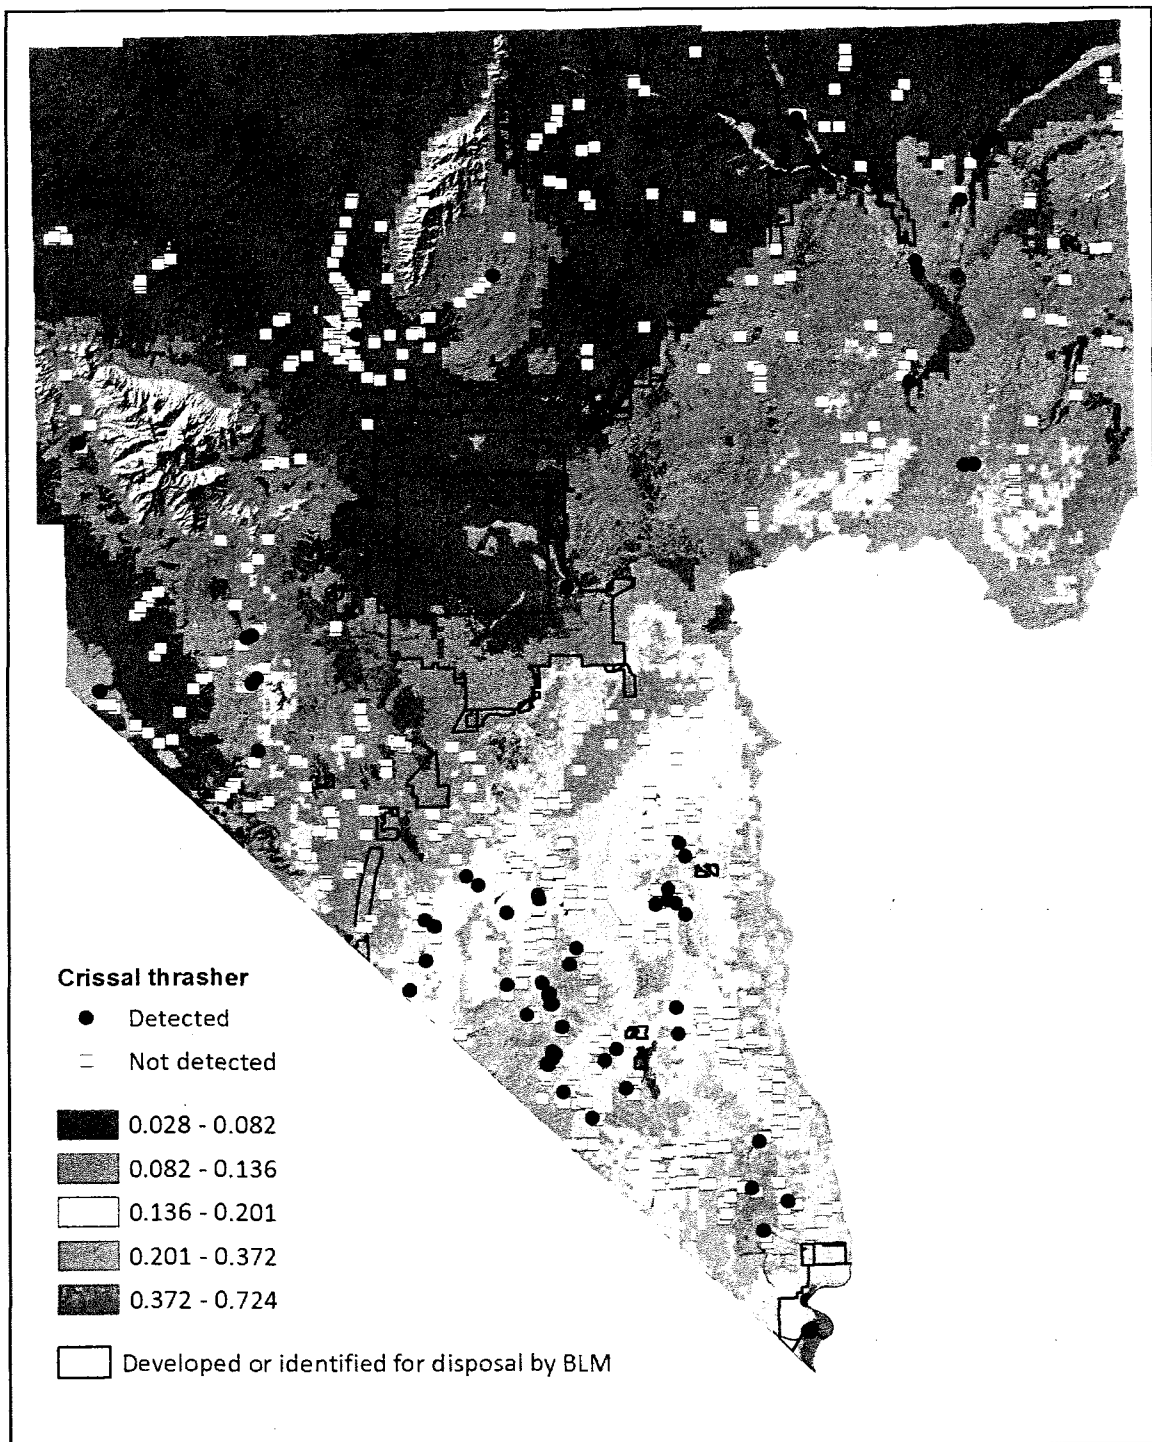 Crissal thrasher
Detected
Not detected
0.028 - 0.082
0.082 - 0.136
0.136 - 0.201
0.201 - 0.372
0.372 - 0.724
Developed or identified for disposal by BLM